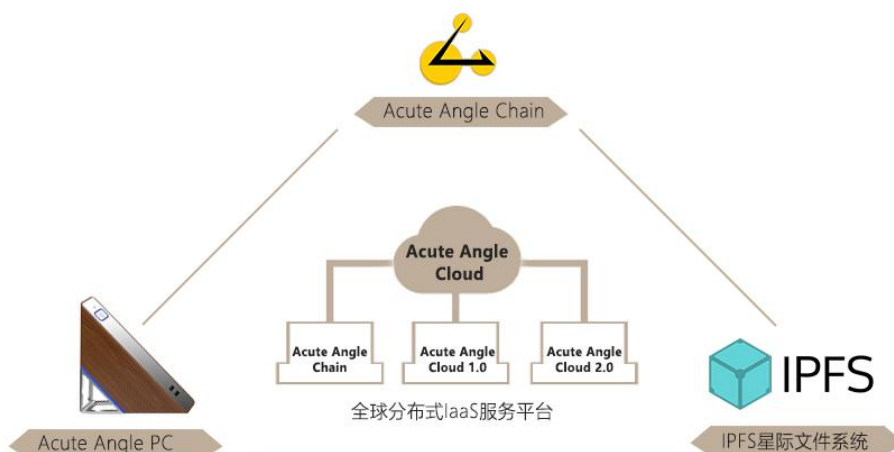 Acute Angle Chain
Acute Angle
Cloud
Acute Angle
Chain
Acute Angle
Cloud 1.0
Acute Angle
Cloud 2.0
全球分布式IaaS服务平台
IPFS
Acute Angle PC
IPFS星际文件系统